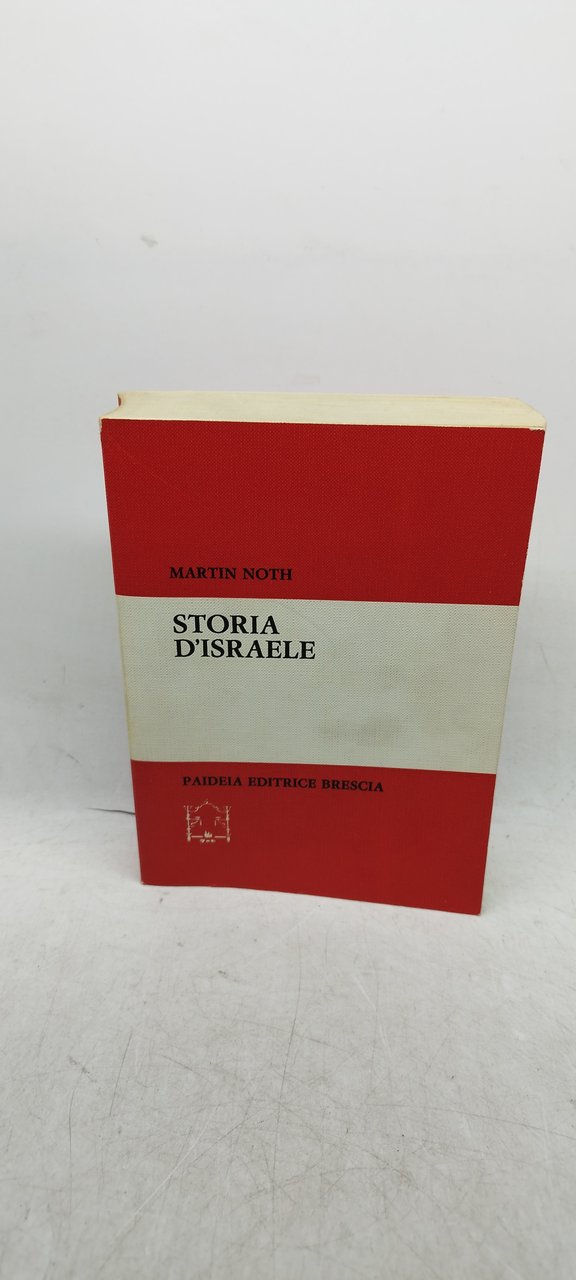 MARTIN NOTH
STORIA
D'ISRAELE
PAIDEIA EDITRICE BRESCIA